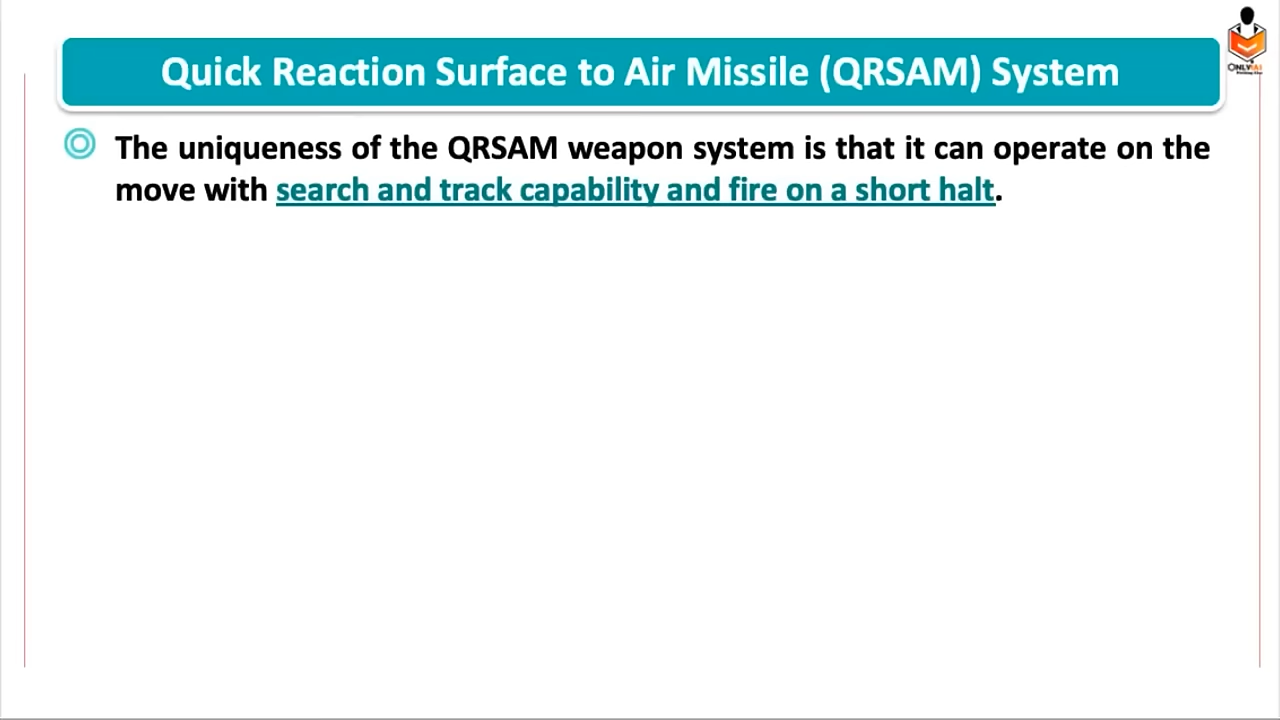 Quick Reaction Surface to Air Missile (QRSAM) System
The uniqueness of the QRSAM weapon system is that it can operate on the
move with search and track capability and fire on a short halt.
ONLYIAS